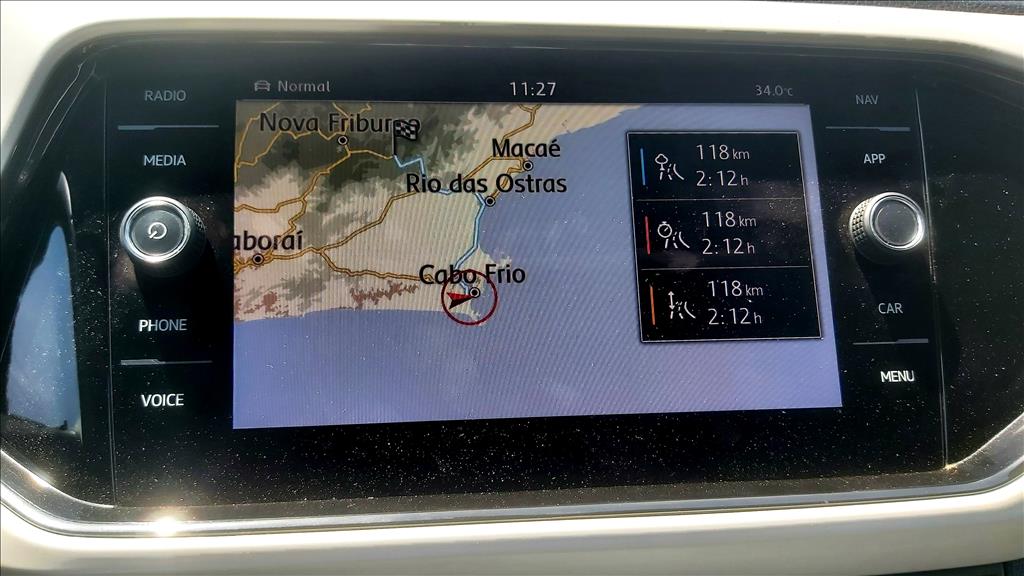 RADIO
MEDIA
PHONE
VOICE
Normal
11:27
34.0°C
Nova Friburgo
Macaé
Rio das Ostras
aboraí
Cabo Frio
118 km
2:12 h
118 km
2:12 h
118 km
2:12 h
NAV
APP
CAR
MENU